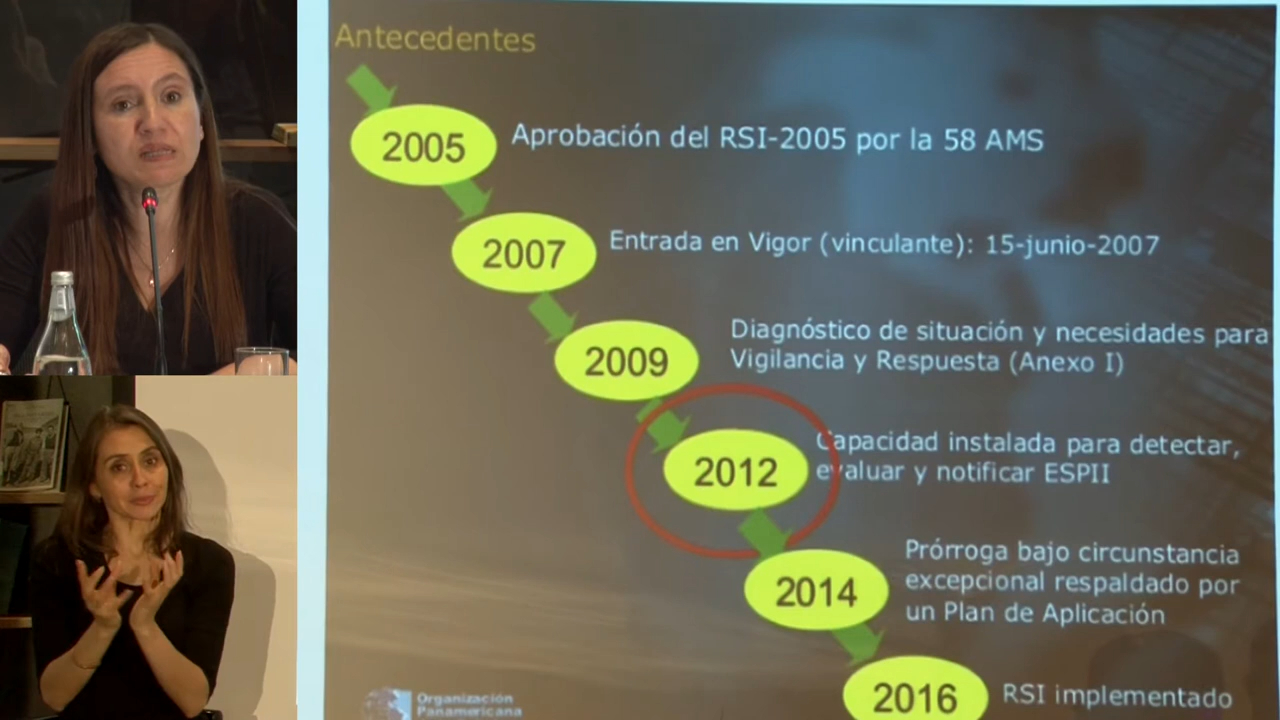 Antecedentes
2005
Aprobación del RSI-2005 por la 58 AMS
2007
Entrada en Vigor (vinculante): 15-junio-2007
2009
Diagnóstico de situación y necesidades para
Vigilancia y Respuesta (Anexo I)
2012
Capacidad instalada para detectar,
evaluar y notificar ESPII
2014
Prórroga bajo circunstancia
excepcional respaldado por
un Plan de Aplicación
2016
RSI implementado
Organización
Panamericana